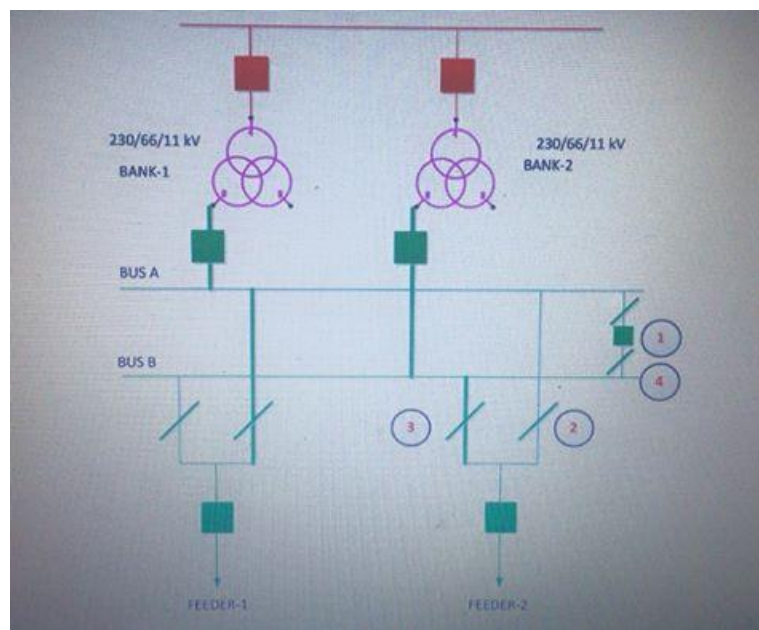 230/66/11 kV
BANK-1
230/66/11 kV
BANK-2
BUS A
1
BUS B
4
3
2
FEEDER-1
FEEDER-2